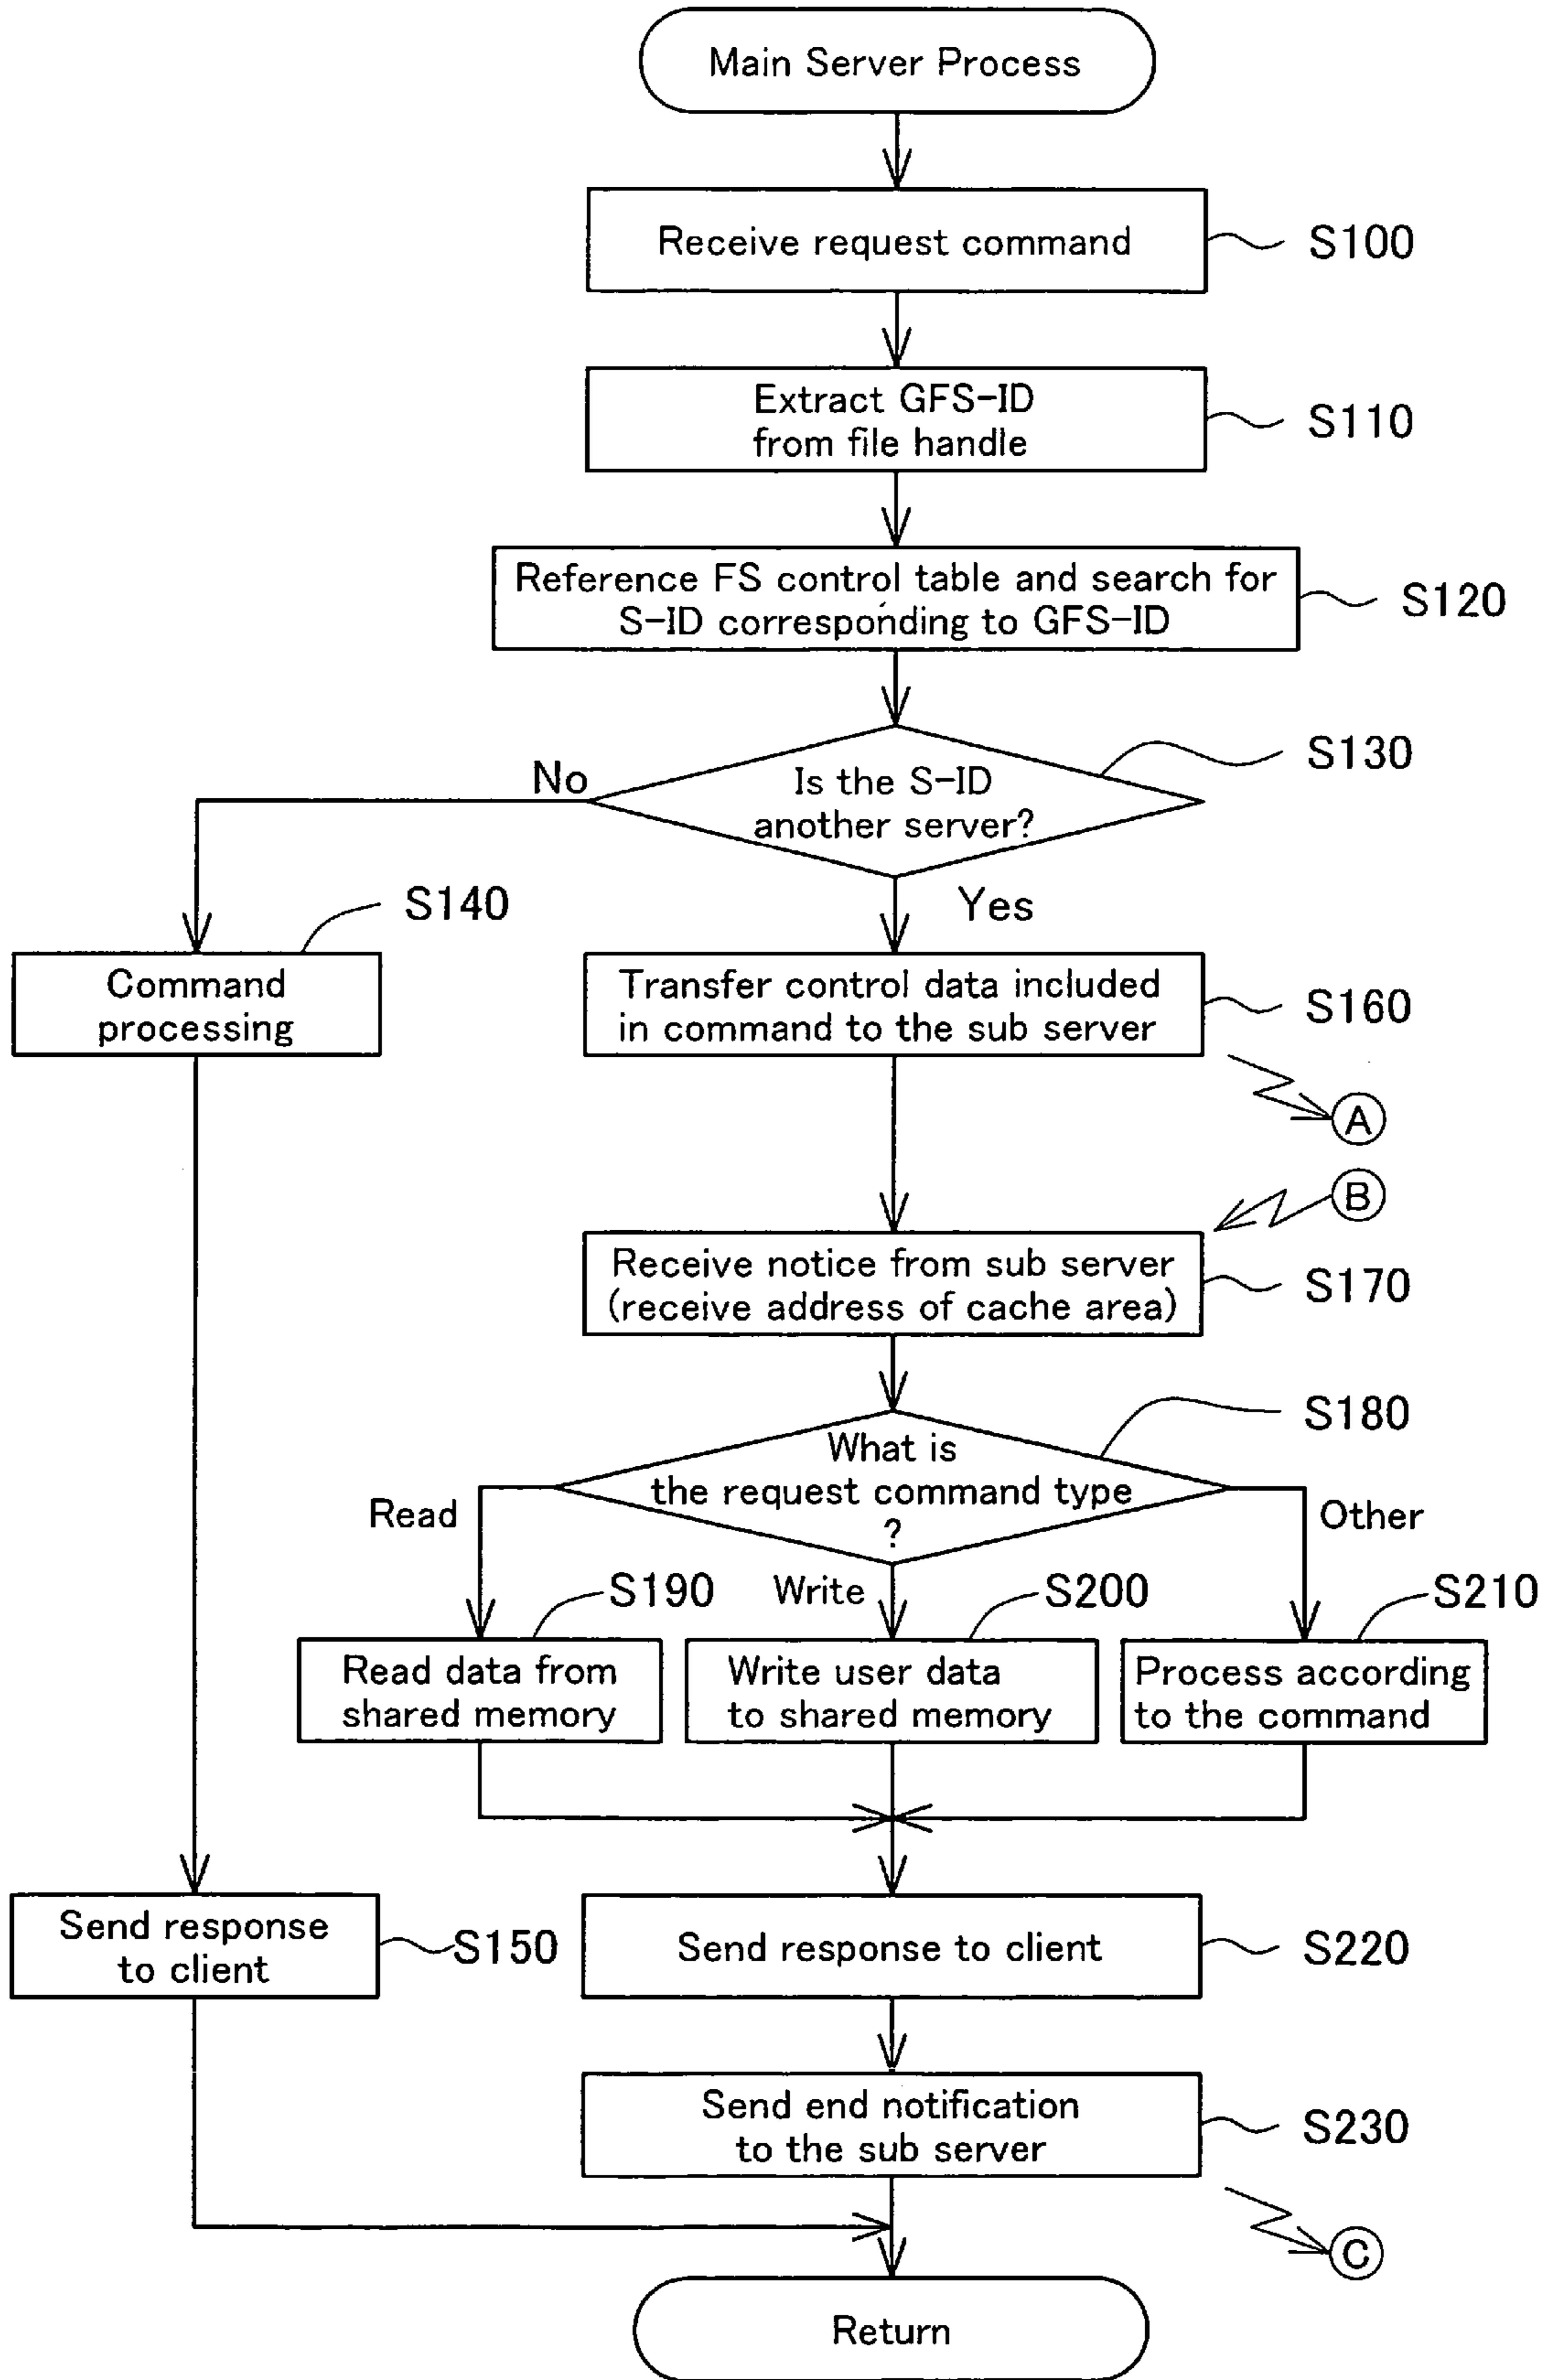 Main Server Process
Receive request command
S100
Extract GFS-ID
from file handle
S110
Reference FS control table and search for
S-ID corresponding to GFS-ID
S120
Is the S-ID
another server?
S130
No
Yes
S140
Command
processing
Transfer control data included
in command to the sub server
S160
A
B
Receive notice from sub server
(receive address of cache area)
S170
What is
the request command type
?
S180
Read
Write
Other
S190
S200
S210
Read data from
shared memory
Write user data
to shared memory
Process according
to the command
Send response
to client
S150
Send response to client
S220
Send end notification
to the sub server
S230
C
Return